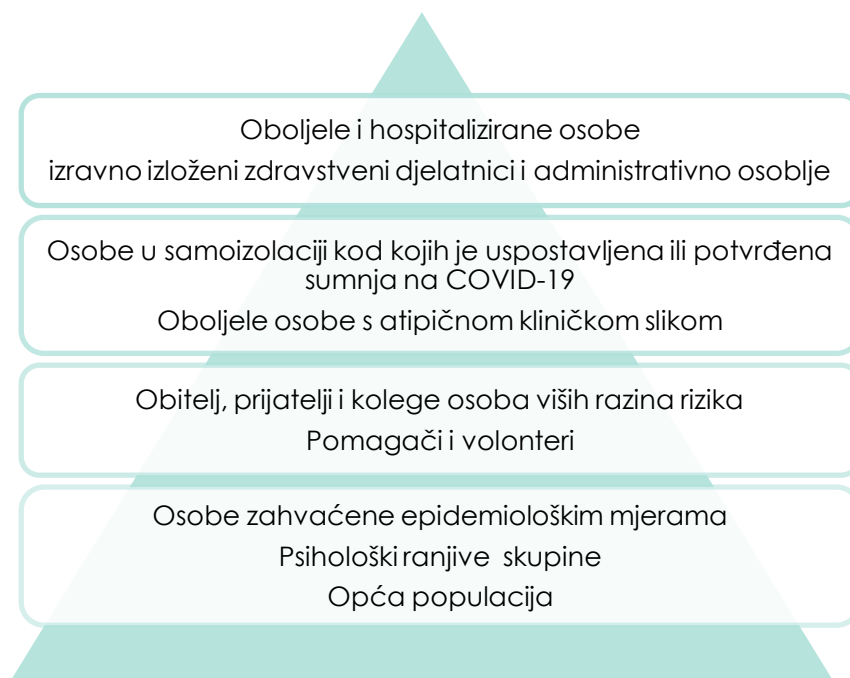 Oboljele i hospitalizirane osobe
izravno izloženi zdravstveni djelatnici i administrativno osoblje
Osobe u samoizolaciji kod kojih je uspostavljena ili potvrđena
sumnja na COVID-19
Oboljele osobe s atipičnom kliničkom slikom
Obitelj, prijatelji i kolege osoba viših razina rizika
Pomagači i volonteri
Osobe zahvaćene epidemiološkim mjerama
Psihološki ranjive skupine
Opća populacija